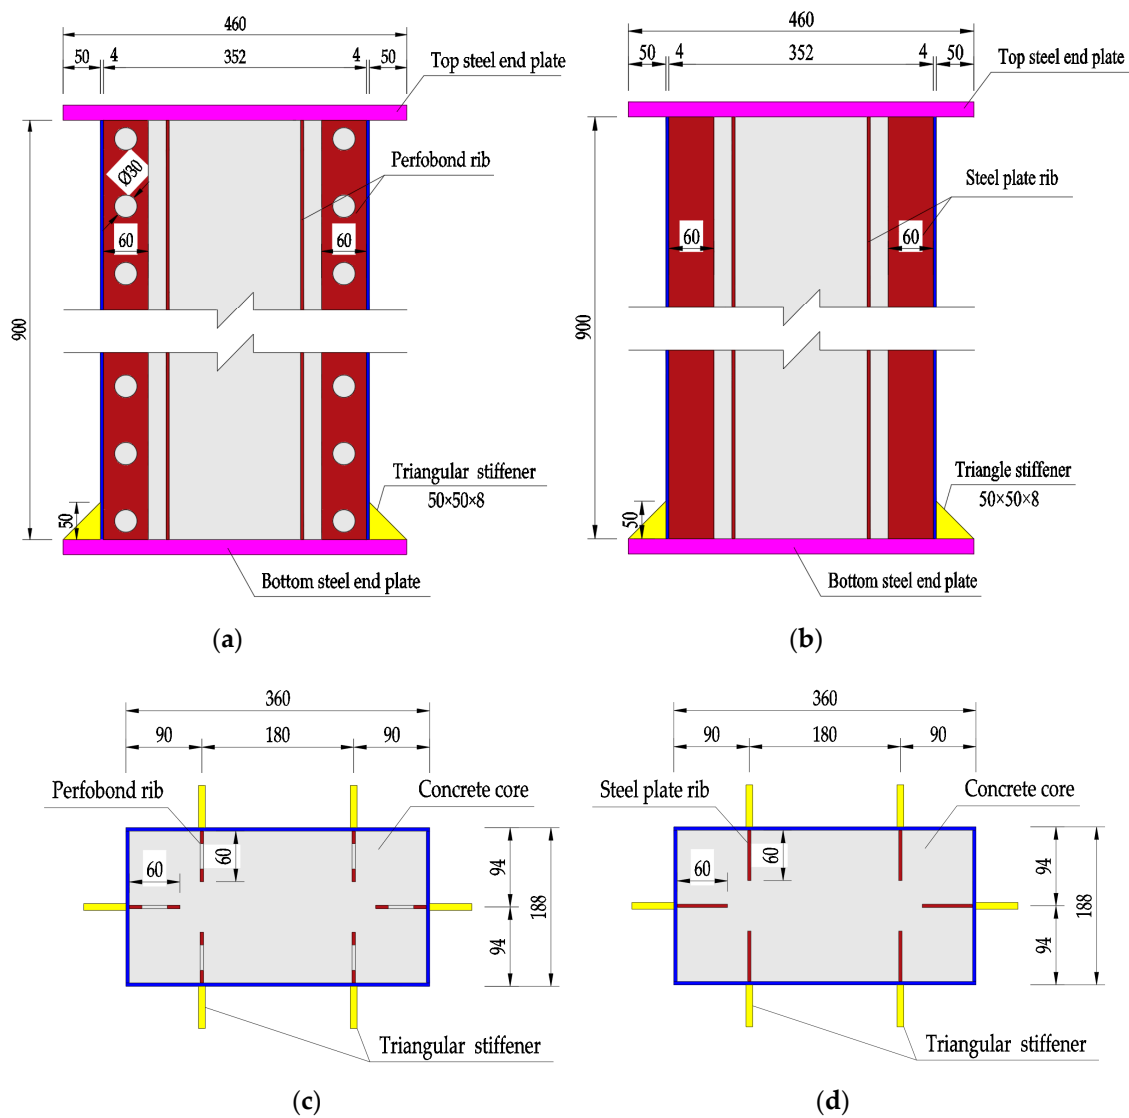 460
50 4 352 4 50
Top steel end plate
Ø30
Perfobond rib
60 60
900
Triangular stiffener
50×50×8
50
Bottom steel end plate
(a)
460
50 4 352 4 50
Top steel end plate
Steel plate rib
60 60
900
Triangle stiffener
50×50×8
50
Bottom steel end plate
(b)
360
90 180 90
Perfobond rib
Concrete core
60
60
94
188
94
Triangular stiffener
(c)
360
90 180 90
Steel plate rib
Concrete core
60
60
94
188
94
Triangular stiffener
(d)